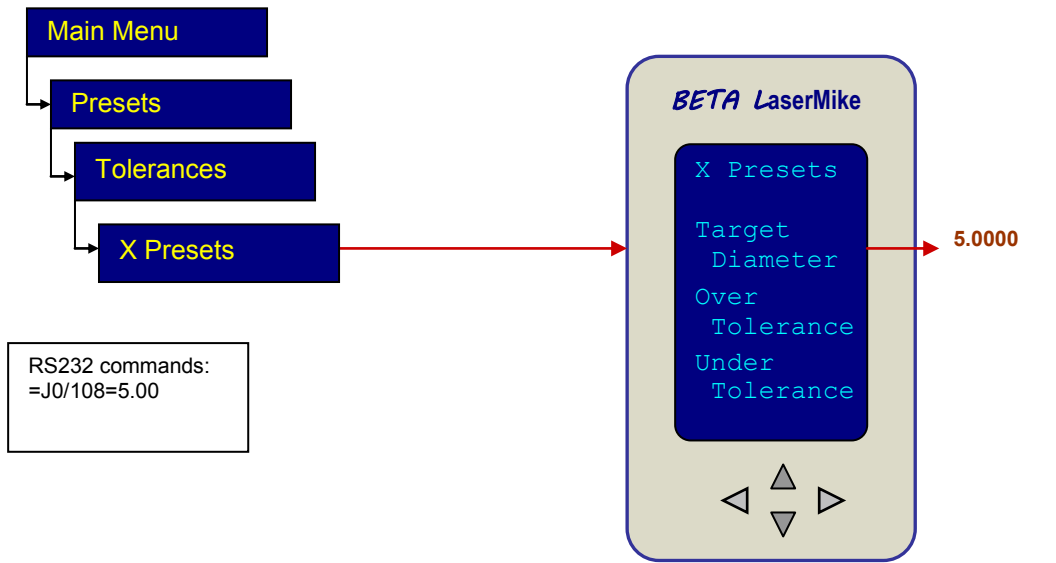 Main Menu
Presets
Tolerances
X Presets
RS232 commands:
=J0/108=5.00
BETA LaserMike
X Presets
Target
Diameter
Over
Tolerance
Under
Tolerance
5.0000